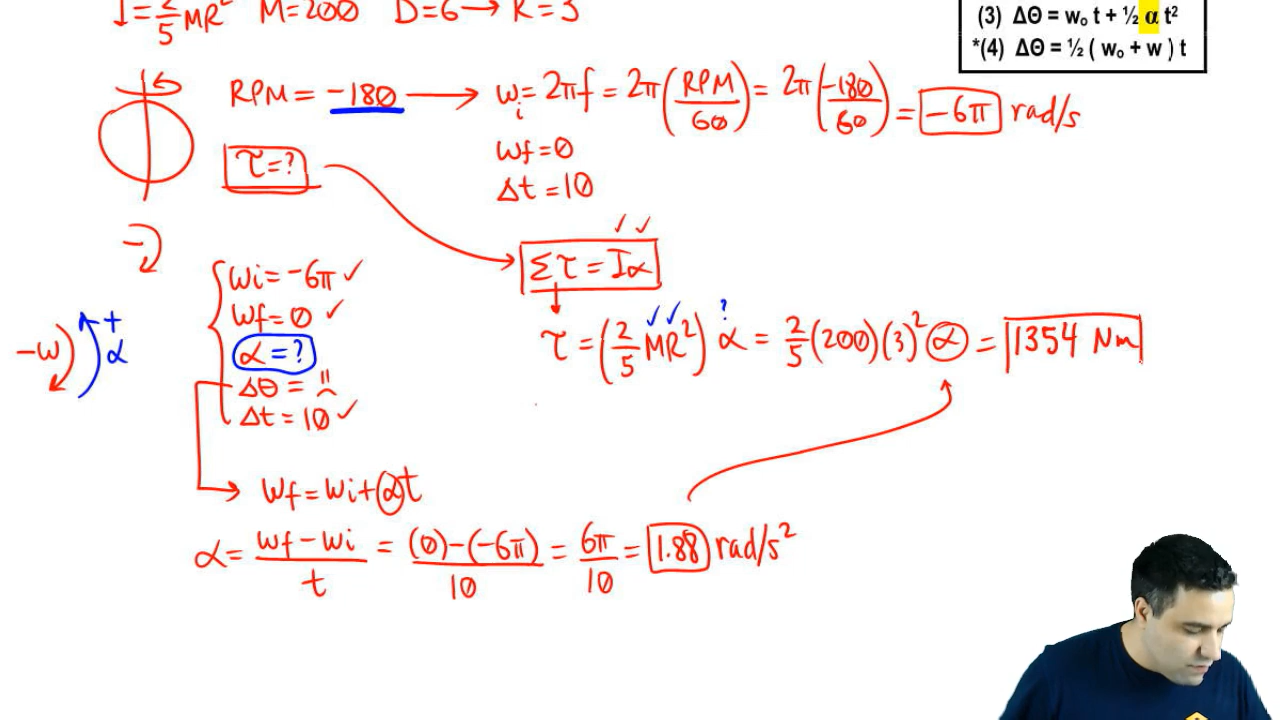 I = 2/5 MR² M=200 D=6 → R=3
(3) ΔΘ = wₒ t + ½ α t²
*(4) ΔΘ = ½ ( wₒ + w ) t
RPM = -180 → wi = 2πf = 2π(RPM/60) = 2π(-180/60) = -6π rad/s
τ=?
wf=0
Δt=10
Στ = Iα
τ = (2/5 MR²) α = 2/5 (200)(3)² α = 1354 Nm
?
-
wi = -6π
wf=0
α=?
Δθ =
Δt=10
-w
+
α
wf = wi + αt
α = wf - wi / t = (0)-(-6π) / 10 = 6π/10 = 1.88 rad/s²